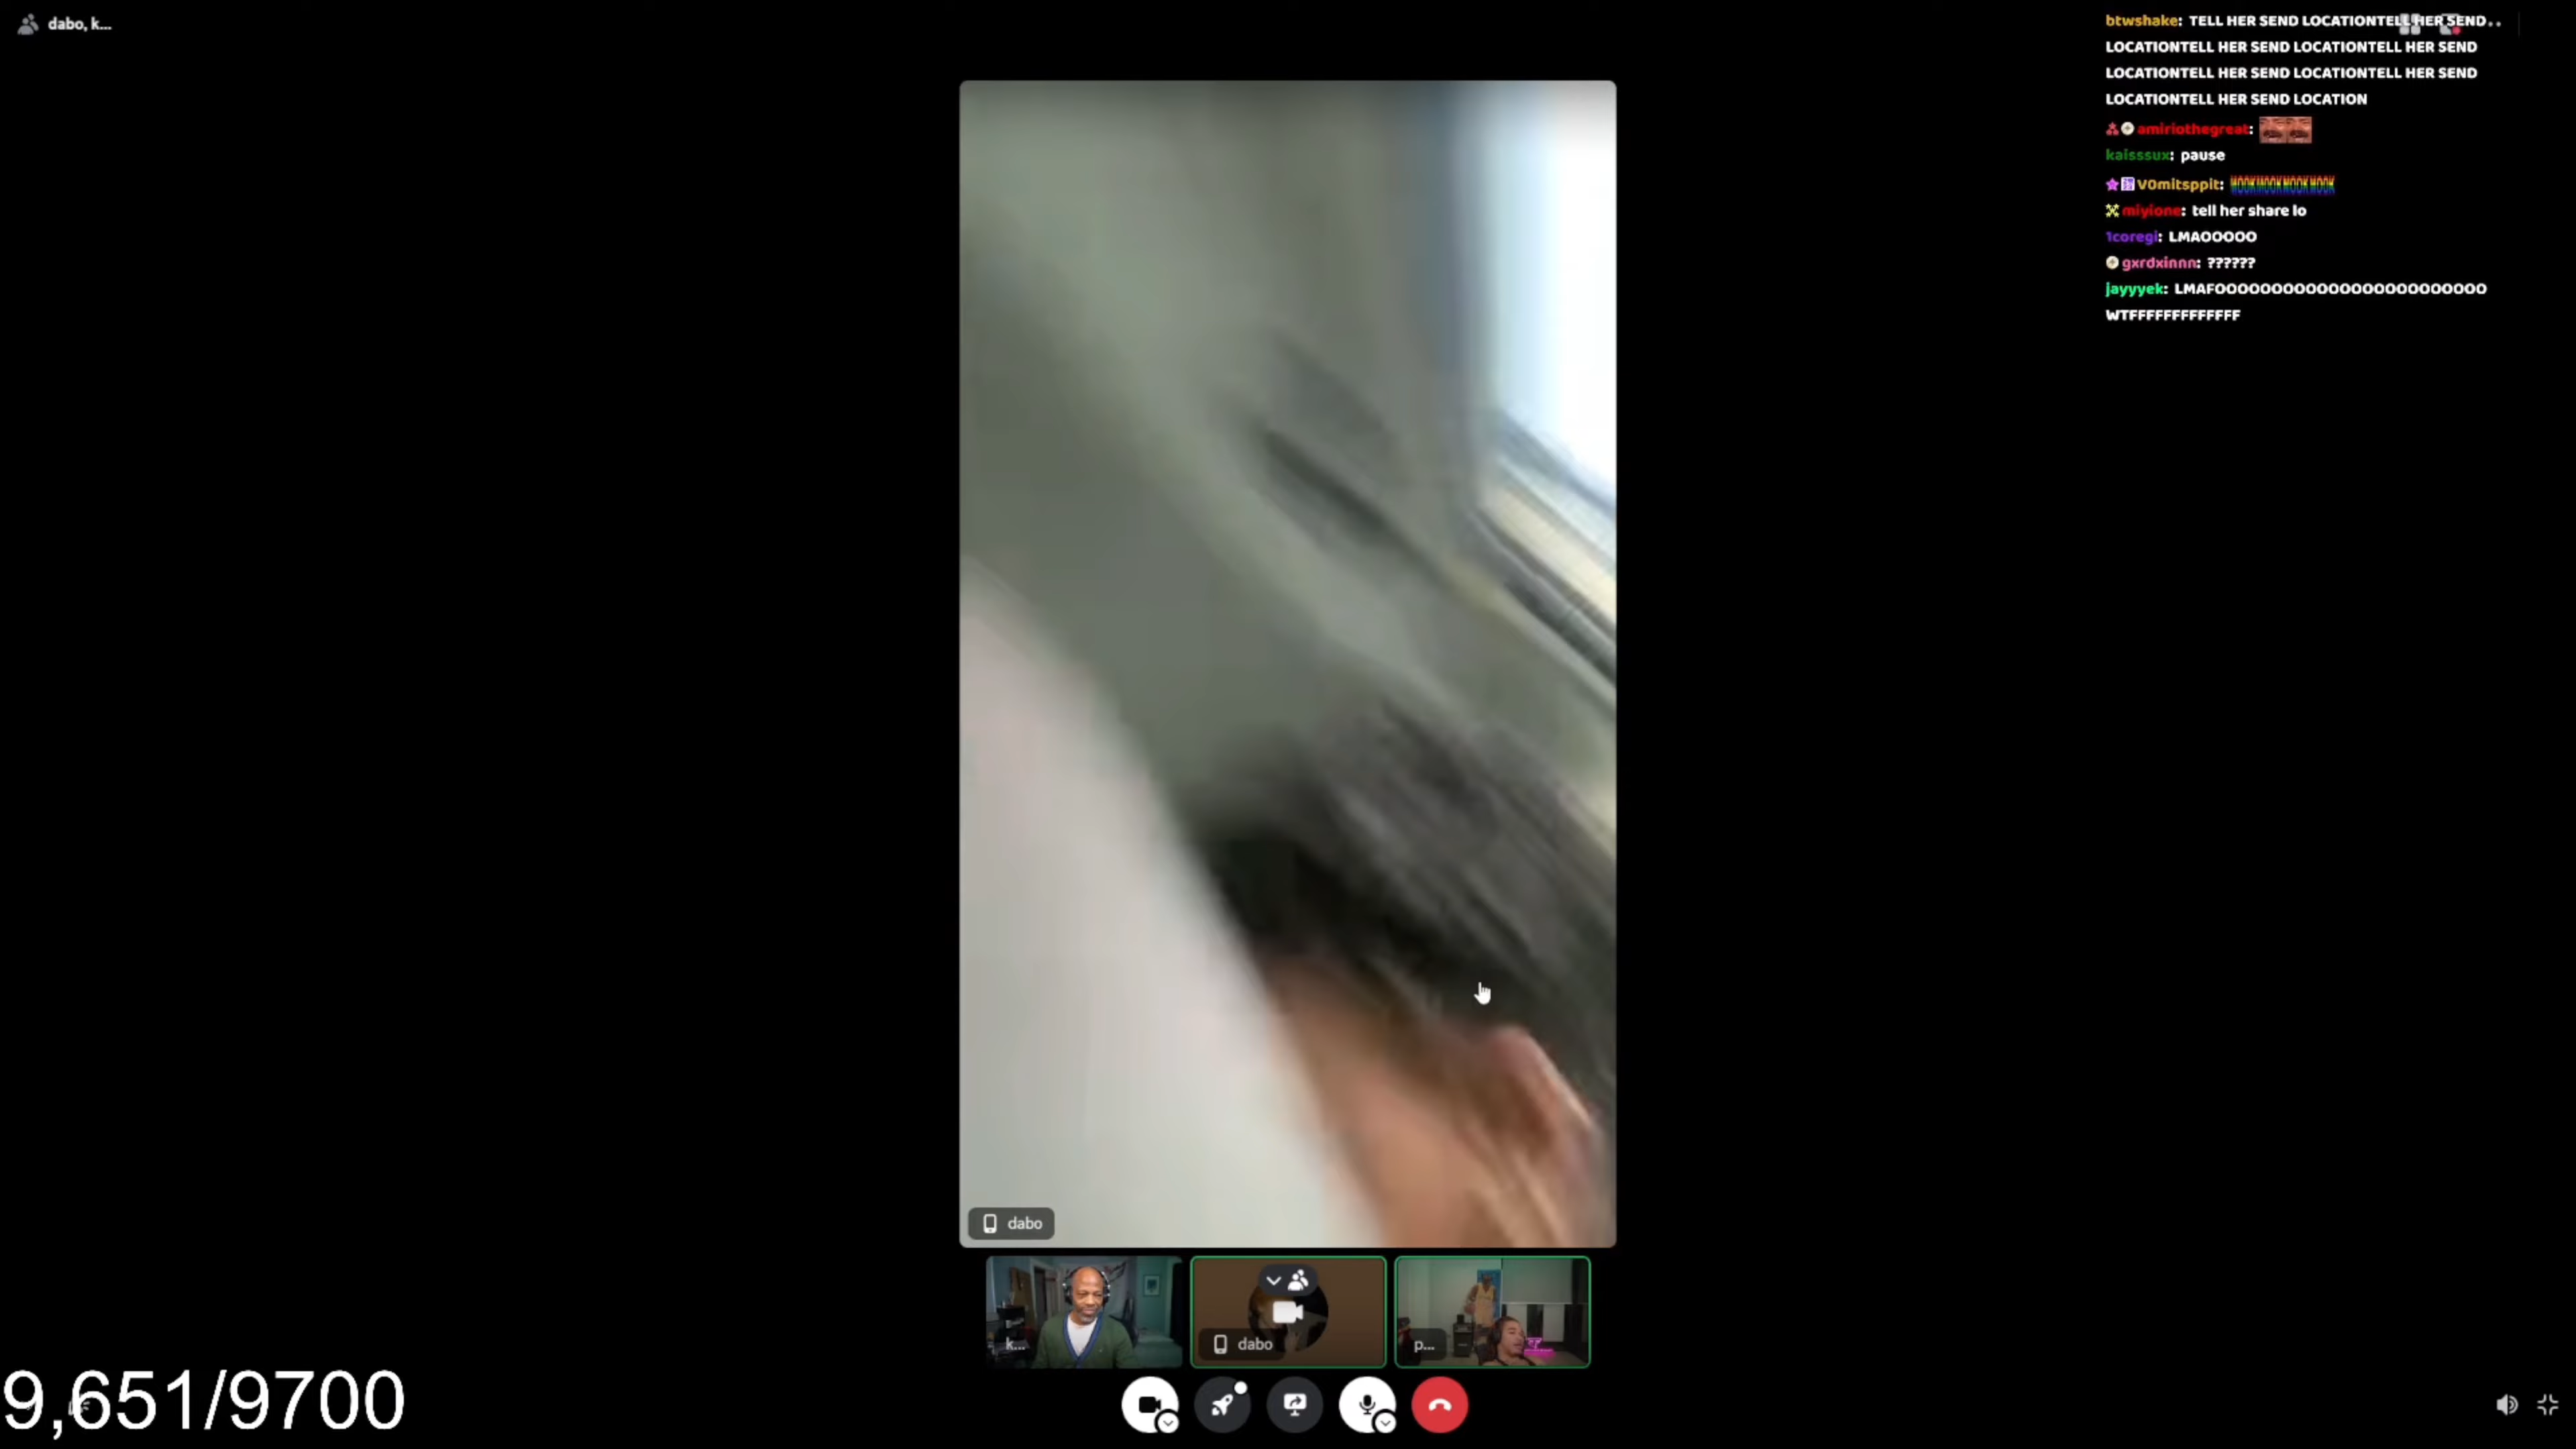 dabo, k...
btwshake: TELL HER SEND LOCATIONTELL HER SEND
LOCATIONTELL HER SEND LOCATIONTELL HER SEND
LOCATIONTELL HER SEND LOCATIONTELL HER SEND
LOCATIONTELL HER SEND LOCATION
amiriothegreat:
kaisssux: pause
V0mitsppit: WOOKWOOKWOOKWOOK
miyione: tell her share lo
1coregi: LMAOOOOO
gxrdxinnn: ??????
jayyyek: LMAFOOOOOOOOOOOOOOOOOOOOOOOO
WTFFFFFFFFFFFFF
dabo
k...
dabo
p...
9,651/9700